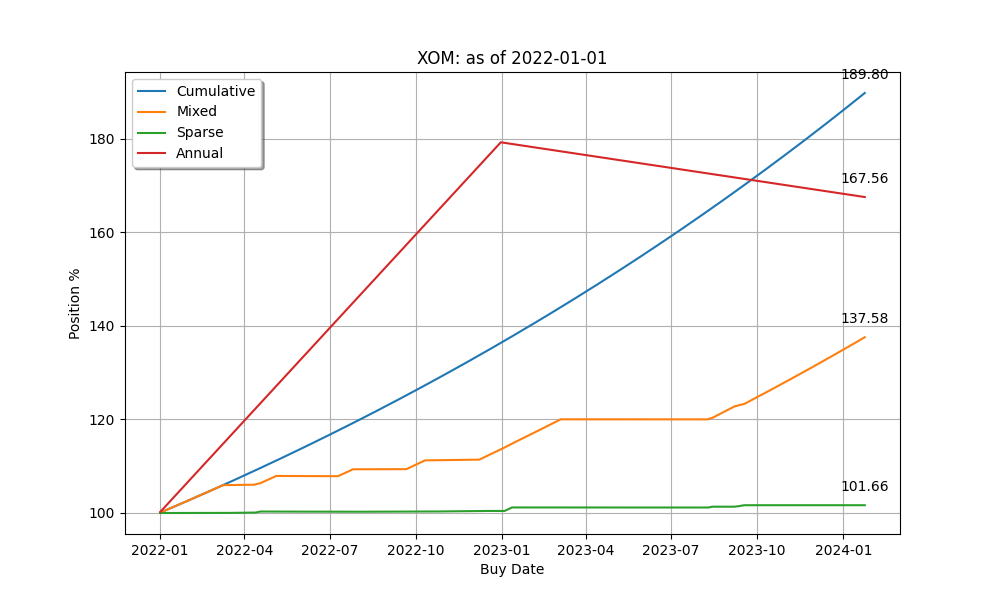 XOM: as of 2022-01-01
189.80
Cumulative
Mixed
Sparse
Annual
180
167.56
160
Position %
140
137.58
120
101.66
100
2022-01 2022-04 2022-07 2022-10 2023-01 2023-04 2023-07 2023-10 2024-01
Buy Date